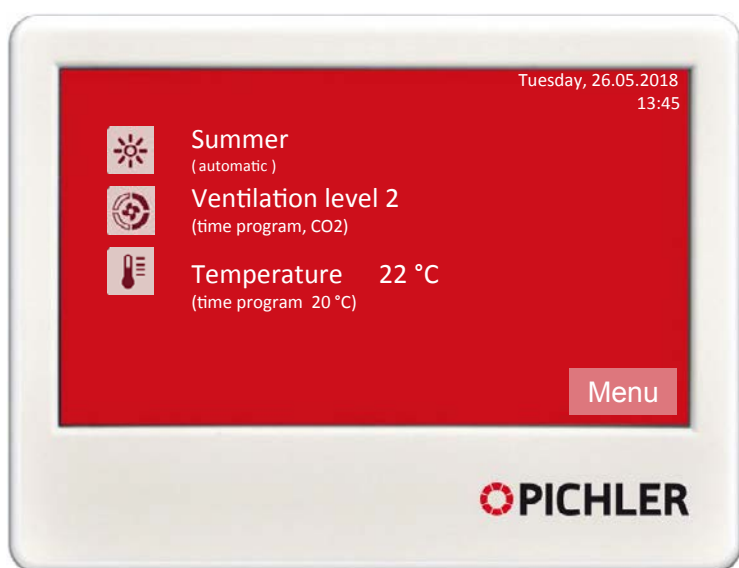 Tuesday, 26.05.2018
13:45
Summer
( automatic )
Ventilation level 2
(time program, CO2)
Temperature 22 °C
(time program 20 °C)
Menu
PICHLER